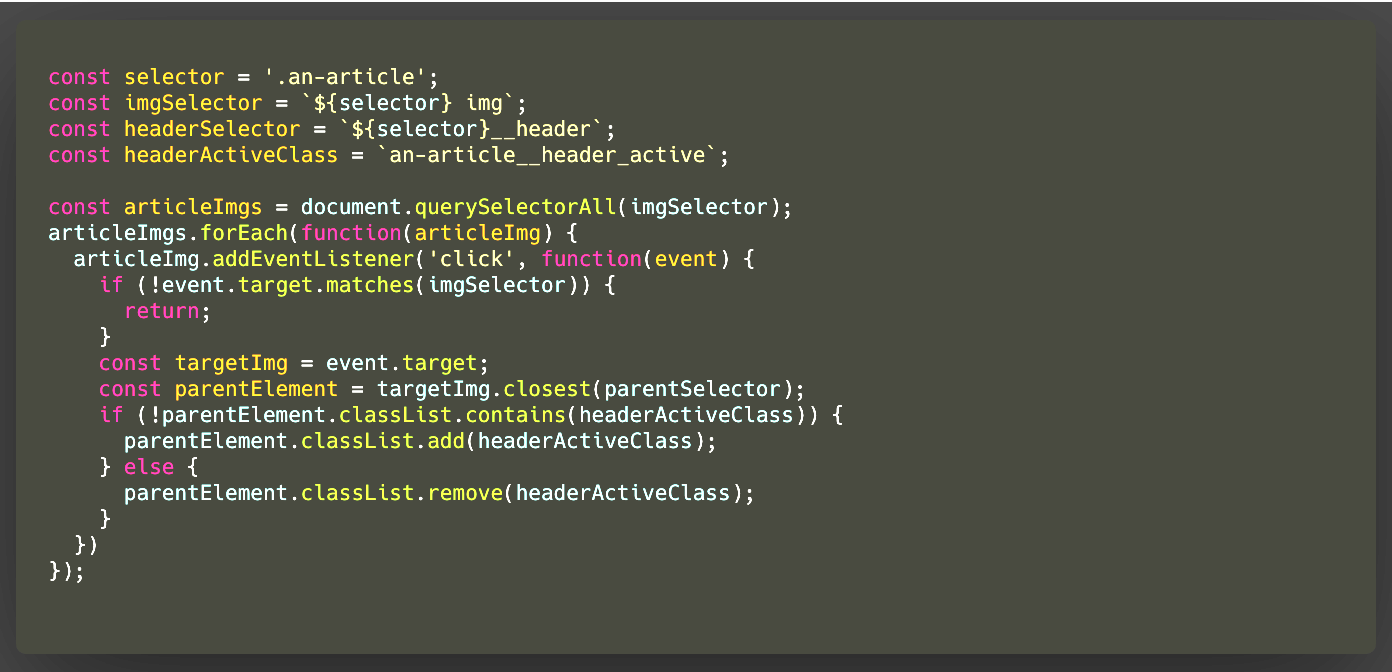 const selector = '.an-article';
const imgSelector = `${selector} img`;
const headerSelector = `${selector}__header`;
const headerActiveClass = `an-article__header_active`;

const articleImgs = document.querySelectorAll(imgSelector);
articleImgs.forEach(function(articleImg) {
  articleImg.addEventListener('click', function(event) {
    if (!event.target.matches(imgSelector)) {
      return;
    }
    const targetImg = event.target;
    const parentElement = targetImg.closest(parentSelector);
    if (!parentElement.classList.contains(headerActiveClass)) {
      parentElement.classList.add(headerActiveClass);
    } else {
      parentElement.classList.remove(headerActiveClass);
    }
  })
});